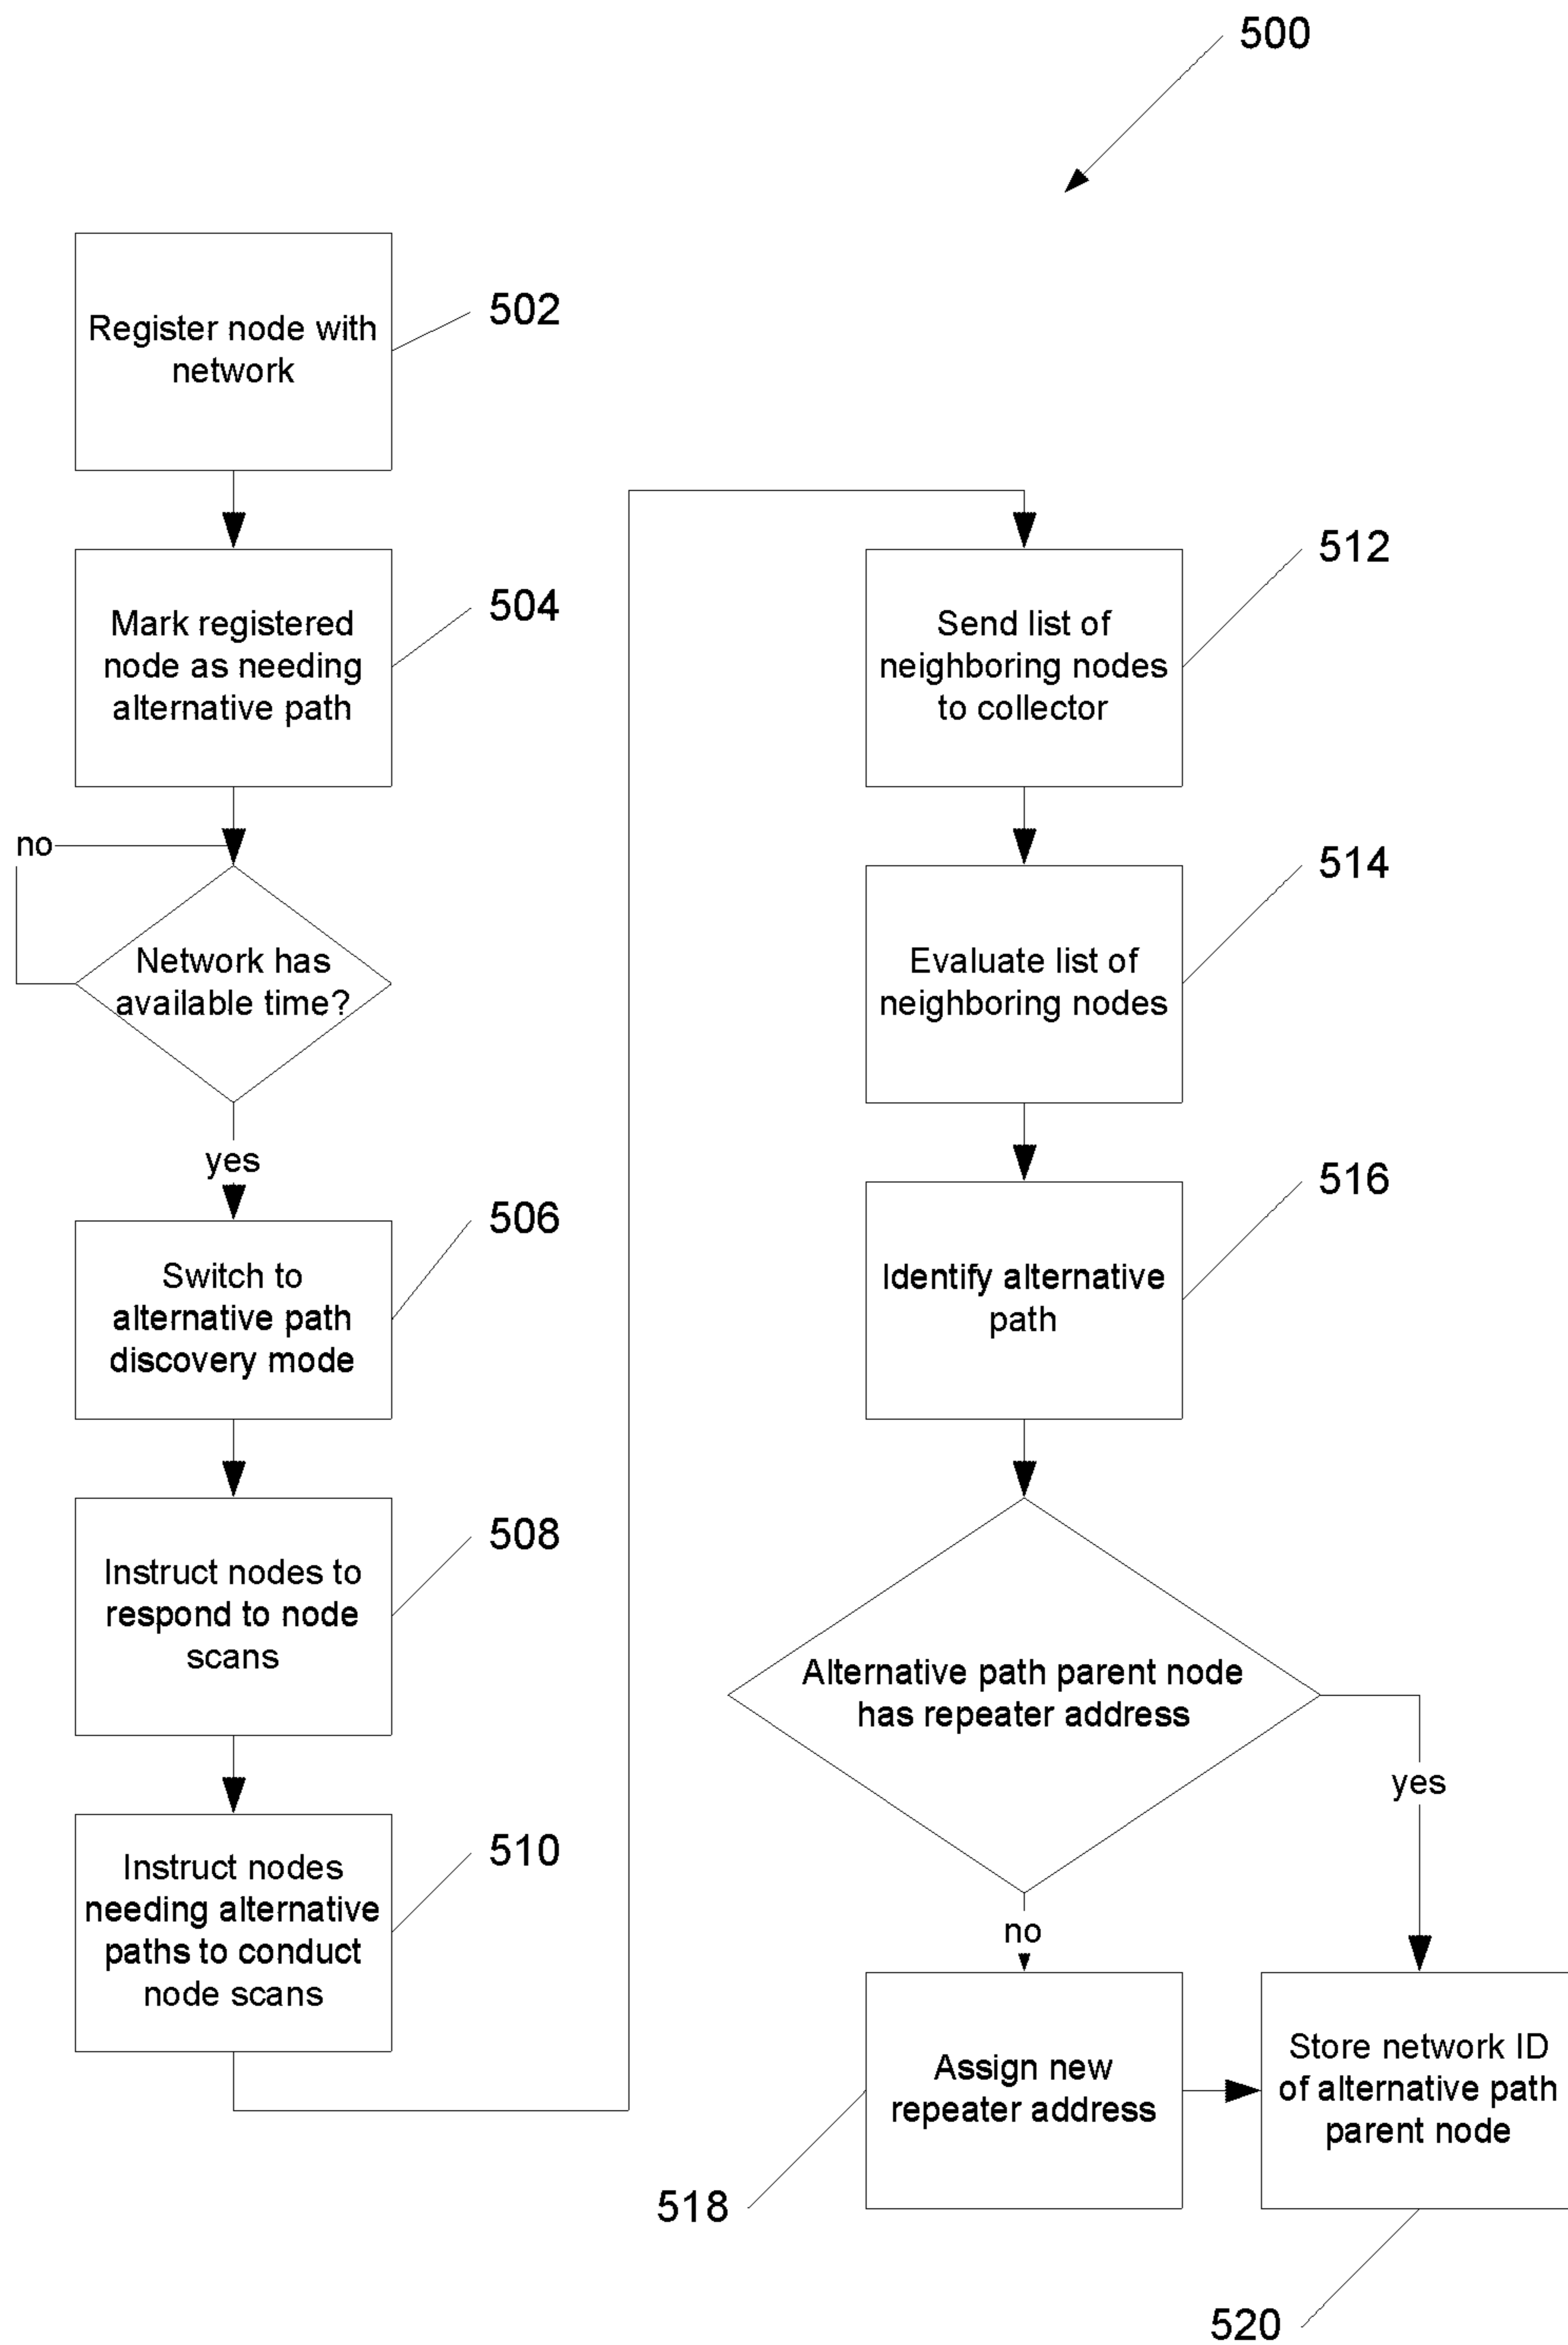 500
Register node with
network
502
Mark registered
node as needing
alternative path
504
no
Network has
available time?
yes
Switch to
alternative path
discovery mode
506
Instruct nodes to
respond to node
scans
508
Instruct nodes
needing alternative
paths to conduct
node scans
510
Send list of
neighboring nodes
to collector
512
Evaluate list of
neighboring nodes
514
Identify alternative
path
516
Alternative path parent node
has repeater address
yes
no
Assign new
repeater address
518
Store network ID
of alternative path
parent node
520